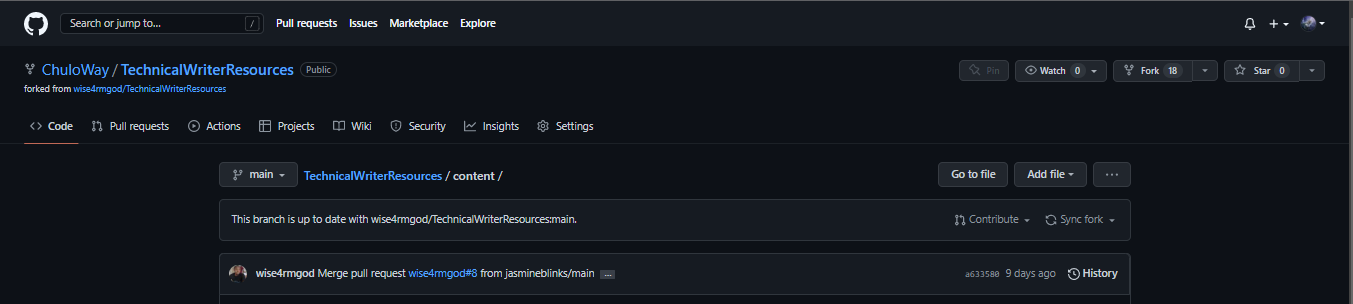 Search or jump to... /
Pull requests Issues Marketplace Explore
ChuloWay / TechnicalWriterResources Public
Pin Watch 0 Fork 18 Star 0
forked from wise4rmgod/TechnicalWriterResources
Code Pull requests Actions Projects Wiki Security Insights Settings
main TechnicalWriterResources / content / Go to file Add file ...
This branch is up to date with wise4rmgod/TechnicalWriterResources:main. Contribute Sync fork
wise4rmgod Merge pull request wise4rmgod#8 from jasmineblinks/main ... a633580 9 days ago History